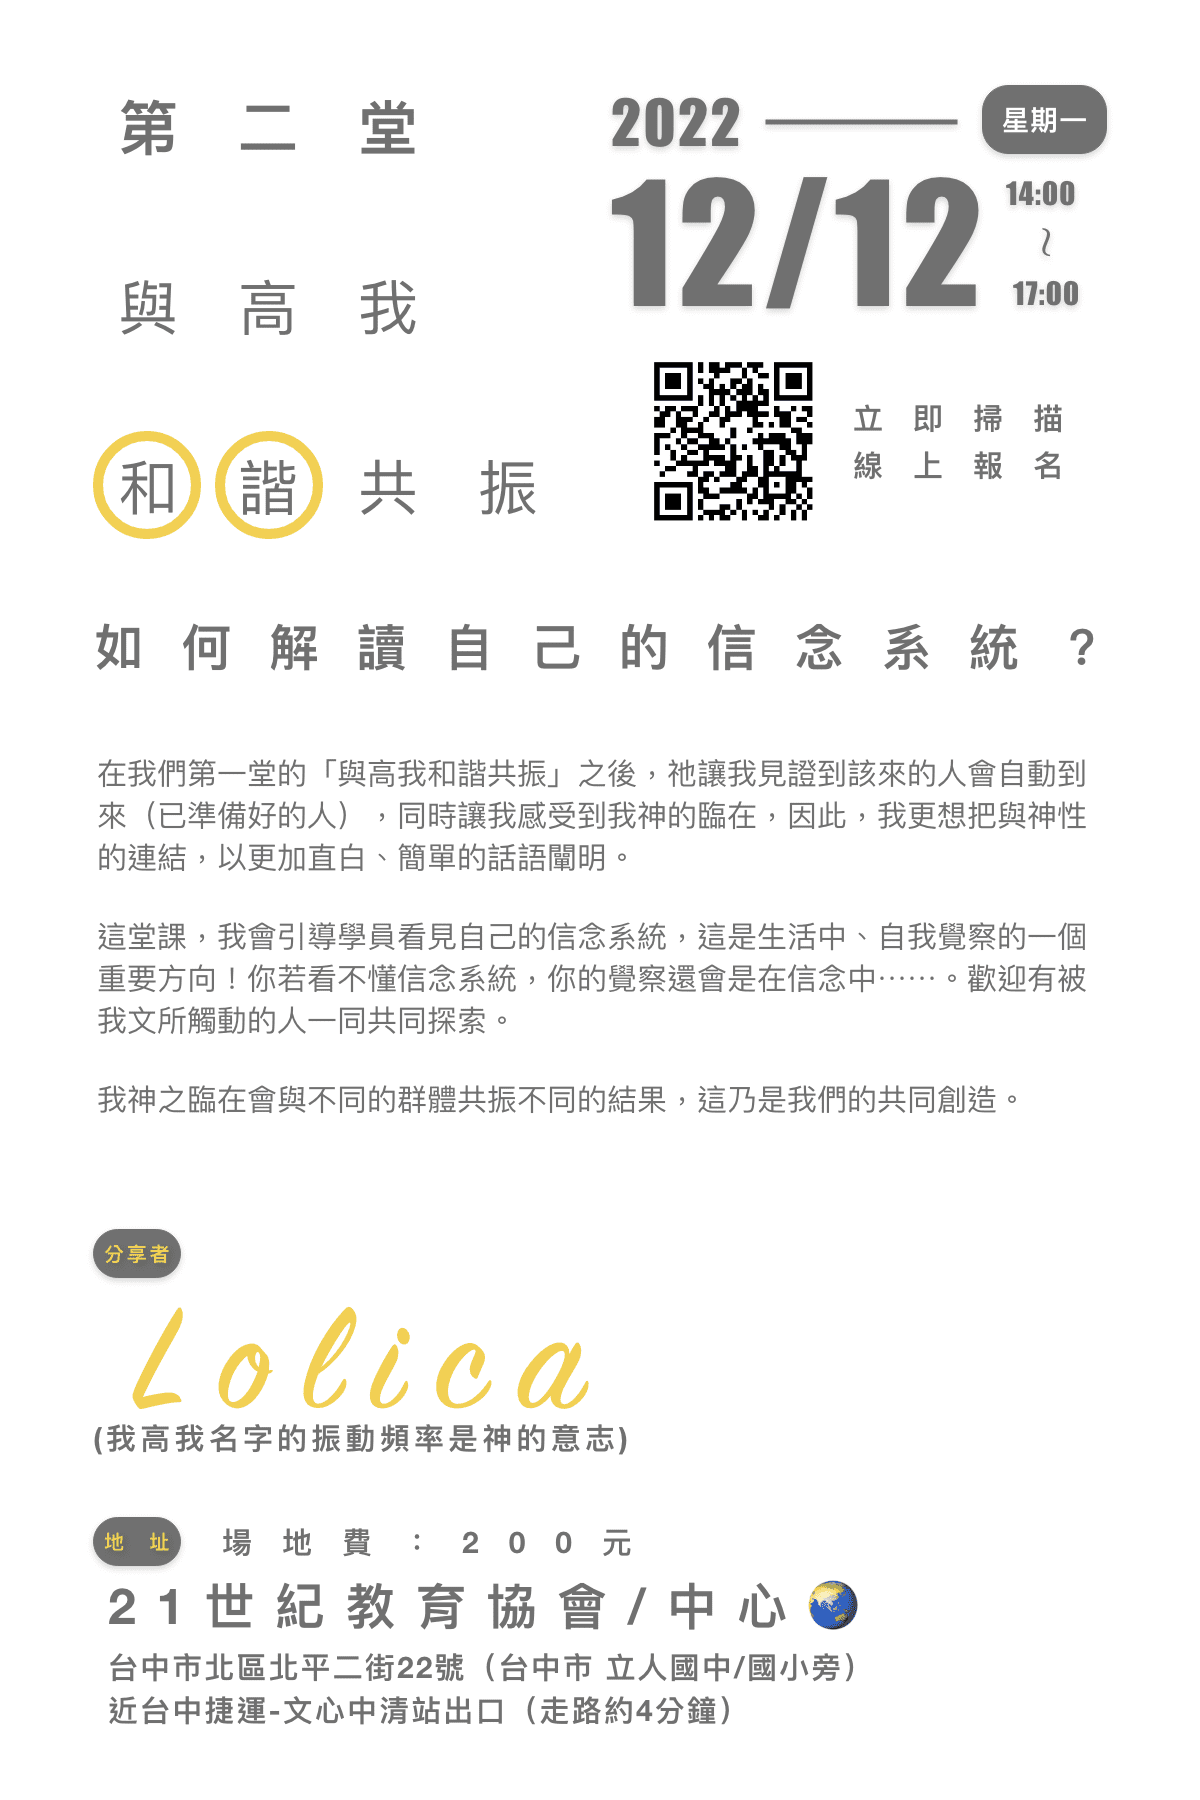 第二堂
與高我
和諧共振
2022
星期一
12/12
14:00
~
17:00
立即掃描
線上報名
如何解讀自己的信念系統？
在我們第一堂的「與高我和諧共振」之後，祂讓我見證到該來的人會自動到
來（已準備好的人），同時讓我感受到我神的臨在，因此，我更想把與神性
的連結，以更加直白、簡單的話語闡明。
這堂課，我會引導學員看見自己的信念系統，這是生活中、自我覺察的一個
重要方向！你若看不懂信念系統，你的覺察還會是在信念中……。歡迎有被
我文所觸動的人一同共同探索。
我神之臨在會與不同的群體共振不同的結果，這乃是我們的共同創造。
分享者
Lolica
(我高我名字的振動頻率是神的意志)
地址
場地費：200元
21世紀教育協會/中心
台中市北區北平二街22號（台中市 立人國中/國小旁）
近台中捷運-文心中清站出口（走路約4分鐘）